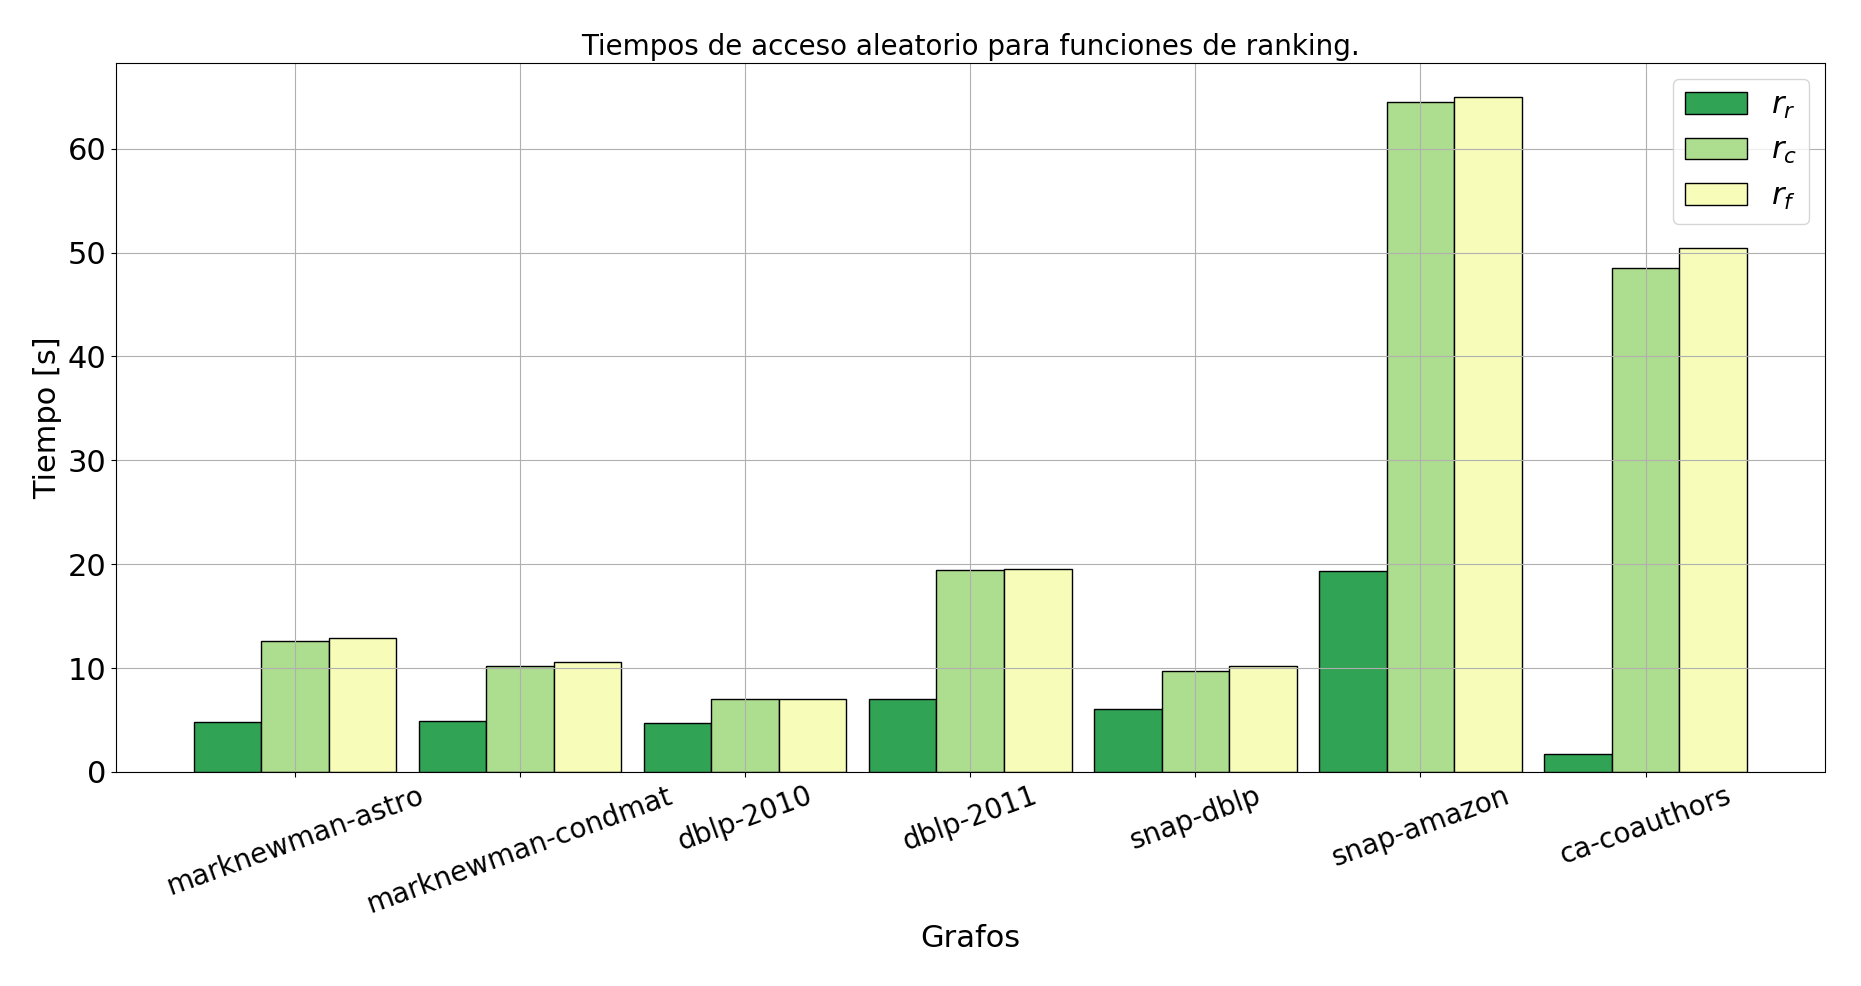 Tiempos de acceso aleatorio para funciones de ranking.
r_r
r_c
r_f
Tiempo [s]
60
50
40
30
20
10
0
marknewman-astro
marknewman-condmat
dblp-2010
dblp-2011
snap-dblp
snap-amazon
ca-coauthors
Grafos